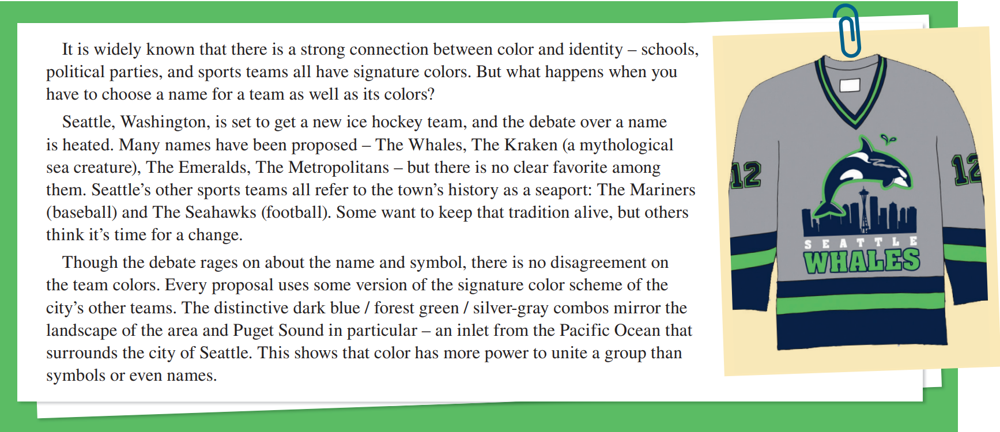 It is widely known that there is a strong connection between color and identity – schools,
political parties, and sports teams all have signature colors. But what happens when you
have to choose a name for a team as well as its colors?
Seattle, Washington, is set to get a new ice hockey team, and the debate over a name
is heated. Many names have been proposed – The Whales, The Kraken (a mythological
sea creature), The Emeralds, The Metropolitans – but there is no clear favorite among
them. Seattle’s other sports teams all refer to the town’s history as a seaport: The Mariners
(baseball) and The Seahawks (football). Some want to keep that tradition alive, but others
think it’s time for a change.
Though the debate rages on about the name and symbol, there is no disagreement on
the team colors. Every proposal uses some version of the signature color scheme of the
city’s other teams. The distinctive dark blue / forest green / silver-gray combos mirror the
landscape of the area and Puget Sound in particular – an inlet from the Pacific Ocean that
surrounds the city of Seattle. This shows that color has more power to unite a group than
symbols or even names.
12
12
SEATTLE
WHALES